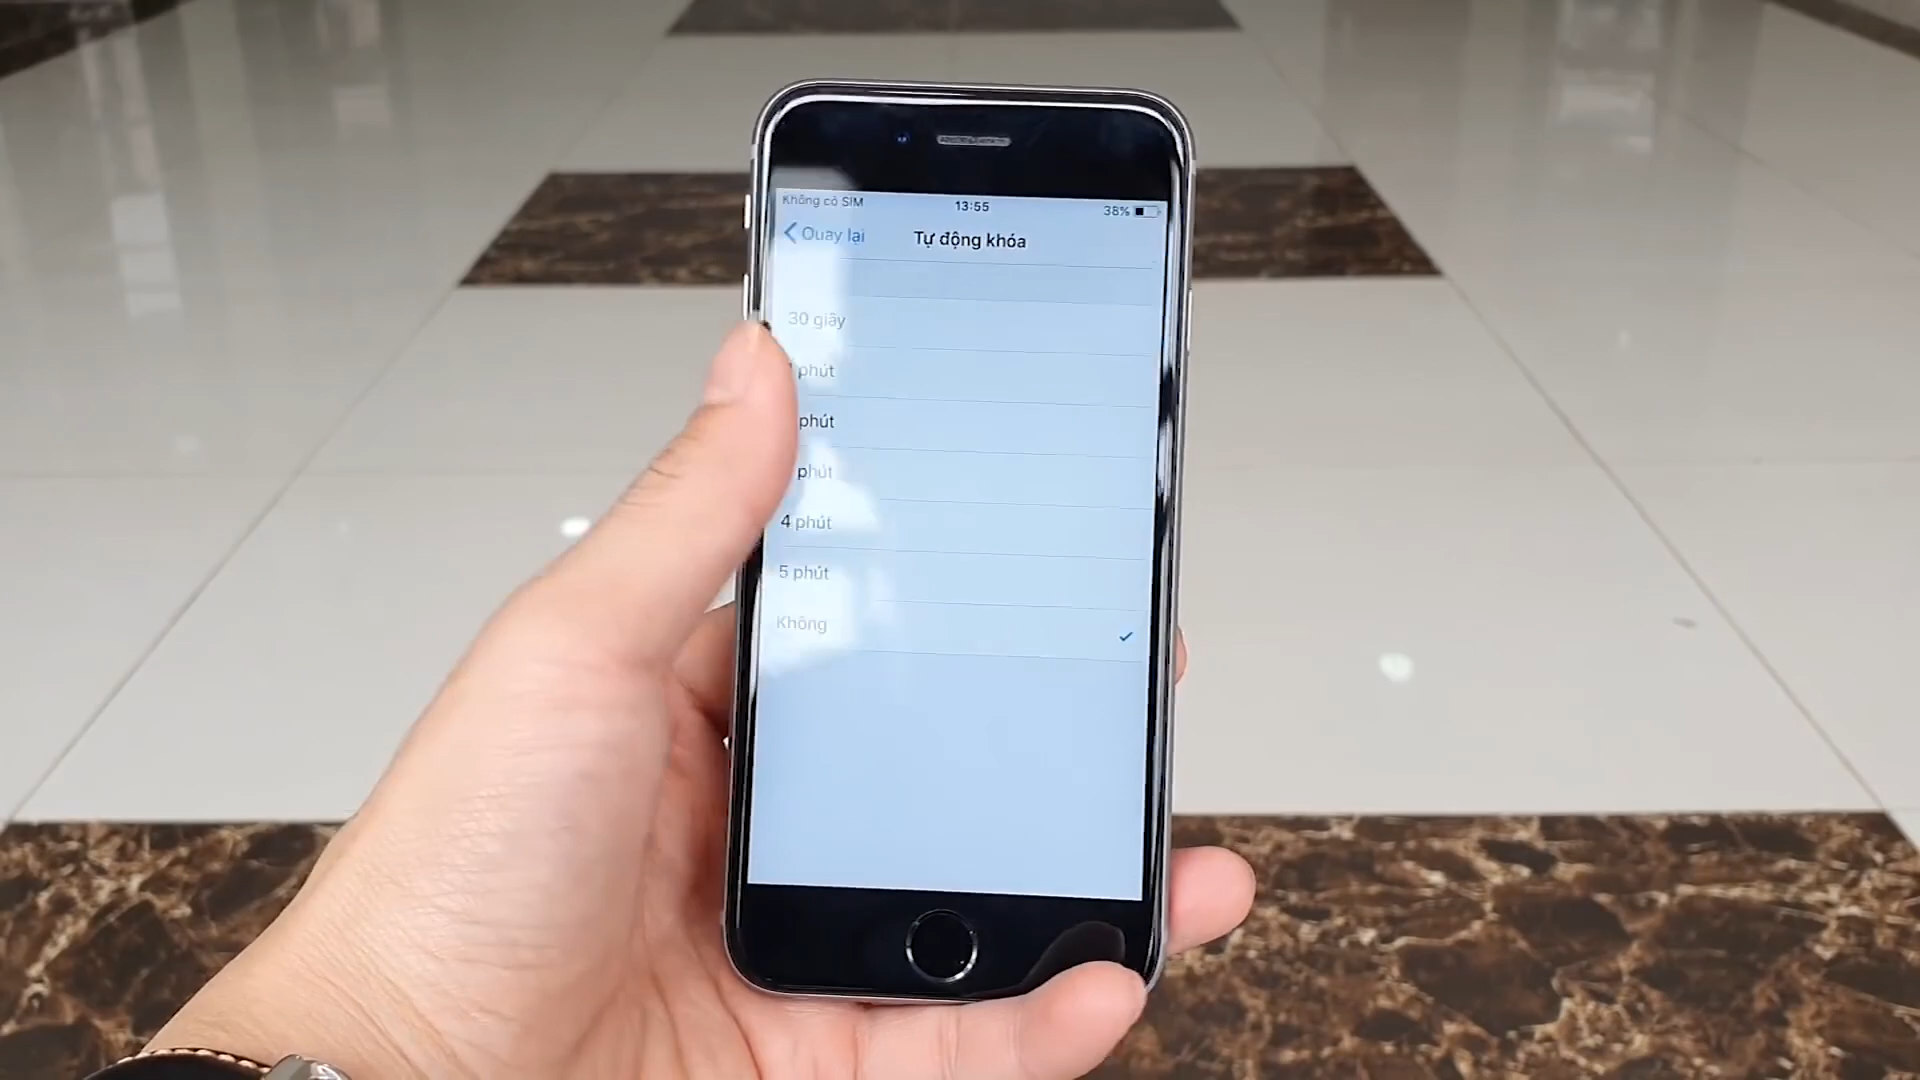 Không có SIM 13:55 38%
Quay lại Tự động khóa
30 giây
phút
phút
phút
4 phút
5 phút
Không